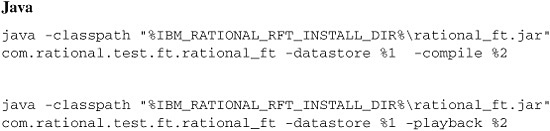 Java
java -classpath "%IBM_RATIONAL_RFT_INSTALL_DIR%\rational_ft.jar"
com.rational.test.ft.rational_ft -datastore %1  -compile %2
java -classpath "%IBM_RATIONAL_RFT_INSTALL_DIR%\rational_ft.jar"
com.rational.test.ft.rational_ft -datastore %1 -playback %2